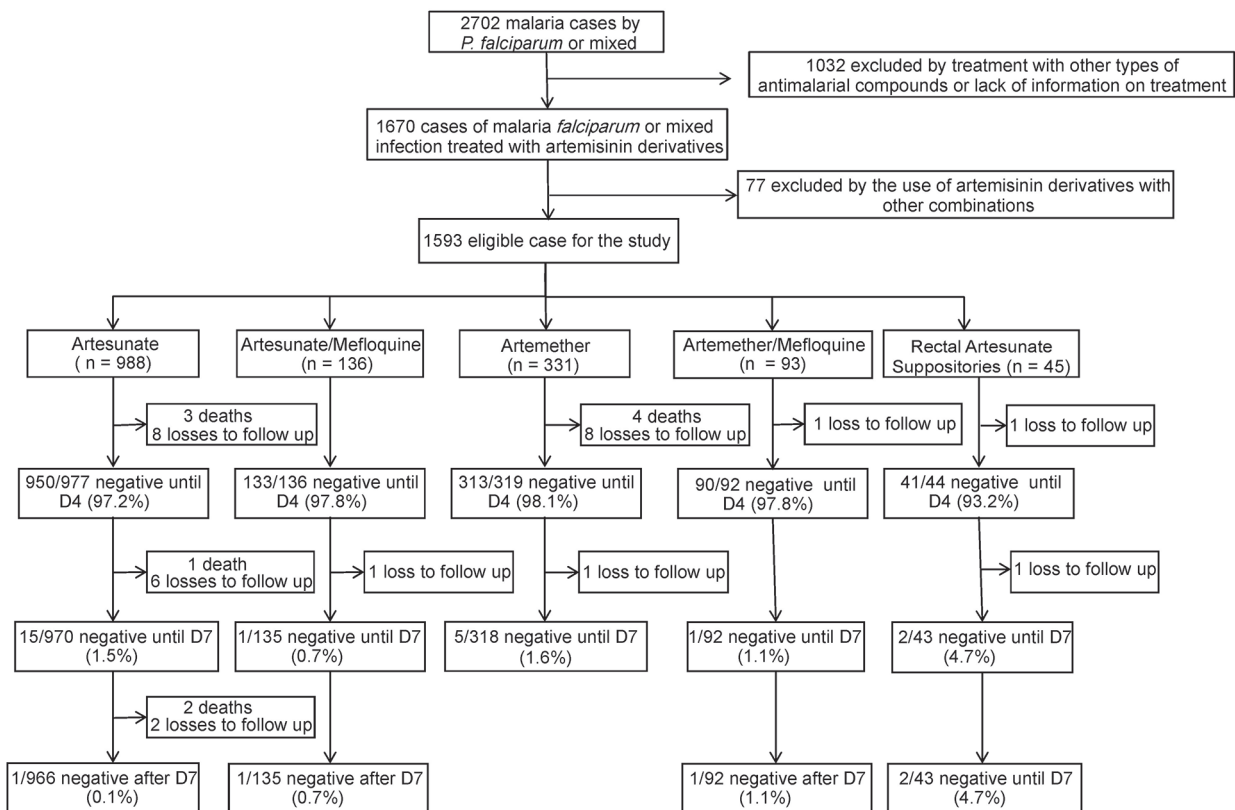 2702 malaria cases by
P. falciparum or mixed
1032 excluded by treatment with other types of
antimalarial compounds or lack of information on treatment
1670 cases of malaria falciparum or mixed
infection treated with artemisinin derivatives
77 excluded by the use of artemisinin derivatives with
other combinations
1593 eligible case for the study
Artesunate
( n = 988)
Artesunate/Mefloquine
(n = 136)
Artemether
(n = 331)
Artemether/Mefloquine
(n = 93)
Rectal Artesunate
Suppositories (n = 45)
3 deaths
8 losses to follow up
4 deaths
8 losses to follow up
1 loss to follow up
1 loss to follow up
950/977 negative until
D4 (97.2%)
133/136 negative until
D4 (97.8%)
313/319 negative until
D4 (98.1%)
90/92 negative until
D4 (97.8%)
41/44 negative until
D4 (93.2%)
1 death
6 losses to follow up
1 loss to follow up
1 loss to follow up
1 loss to follow up
15/970 negative until D7
(1.5%)
1/135 negative until D7
(0.7%)
5/318 negative until D7
(1.6%)
1/92 negative until D7
(1.1%)
2/43 negative until D7
(4.7%)
2 deaths
2 losses to follow up
1/966 negative after D7
(0.1%)
1/135 negative after D7
(0.7%)
1/92 negative after D7
(1.1%)
2/43 negative until D7
(4.7%)